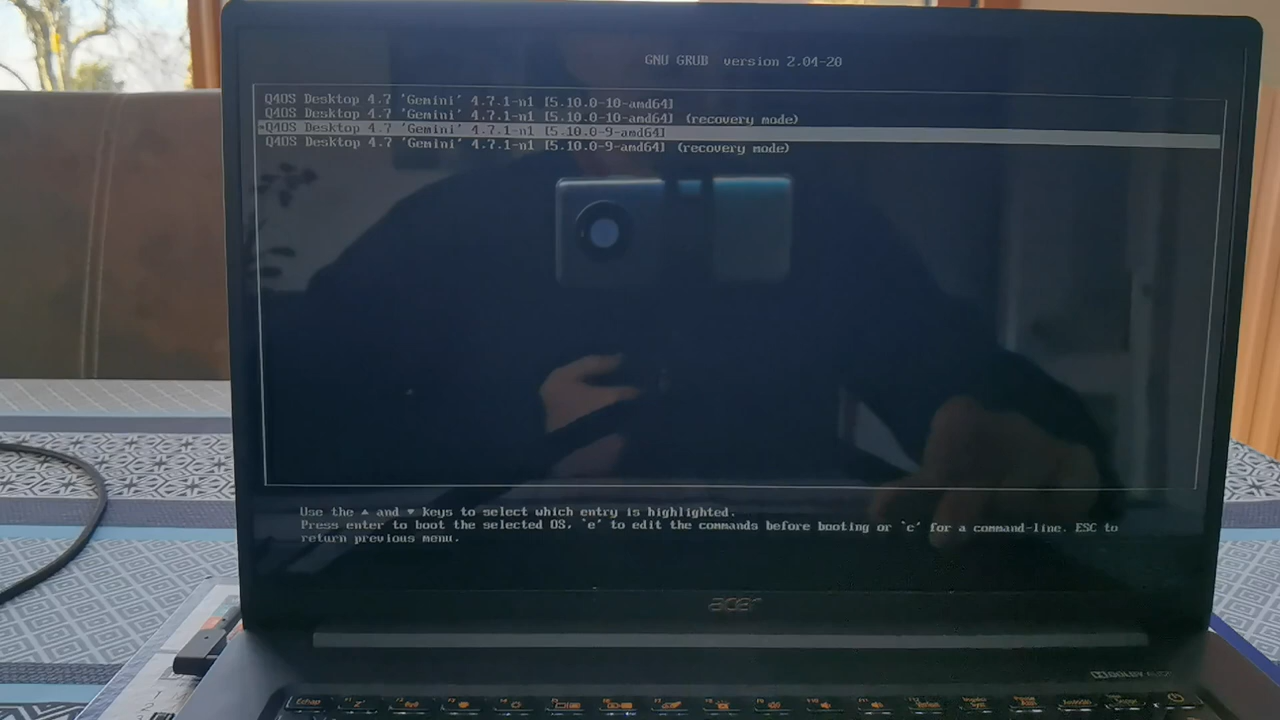 GNU GRUB version 2.04-20
Q4OS Desktop 4.7 'Gemini' 4.7.1-n1 [5.10.0-10-amd64]
Q4OS Desktop 4.7 'Gemini' 4.7.1-n1 [5.10.0-10-amd64] (recovery mode)
*Q4OS Desktop 4.7 'Gemini' 4.7.1-n1 [5.10.0-9-amd64]
Q4OS Desktop 4.7 'Gemini' 4.7.1-n1 [5.10.0-9-amd64] (recovery mode)
Use the ▲ and ▼ keys to select which entry is highlighted.
Press enter to boot the selected OS, `e' to edit the commands before booting or `c' for a command-line. ESC to
return previous menu.
acer
DOLBY AUDIO
Echap